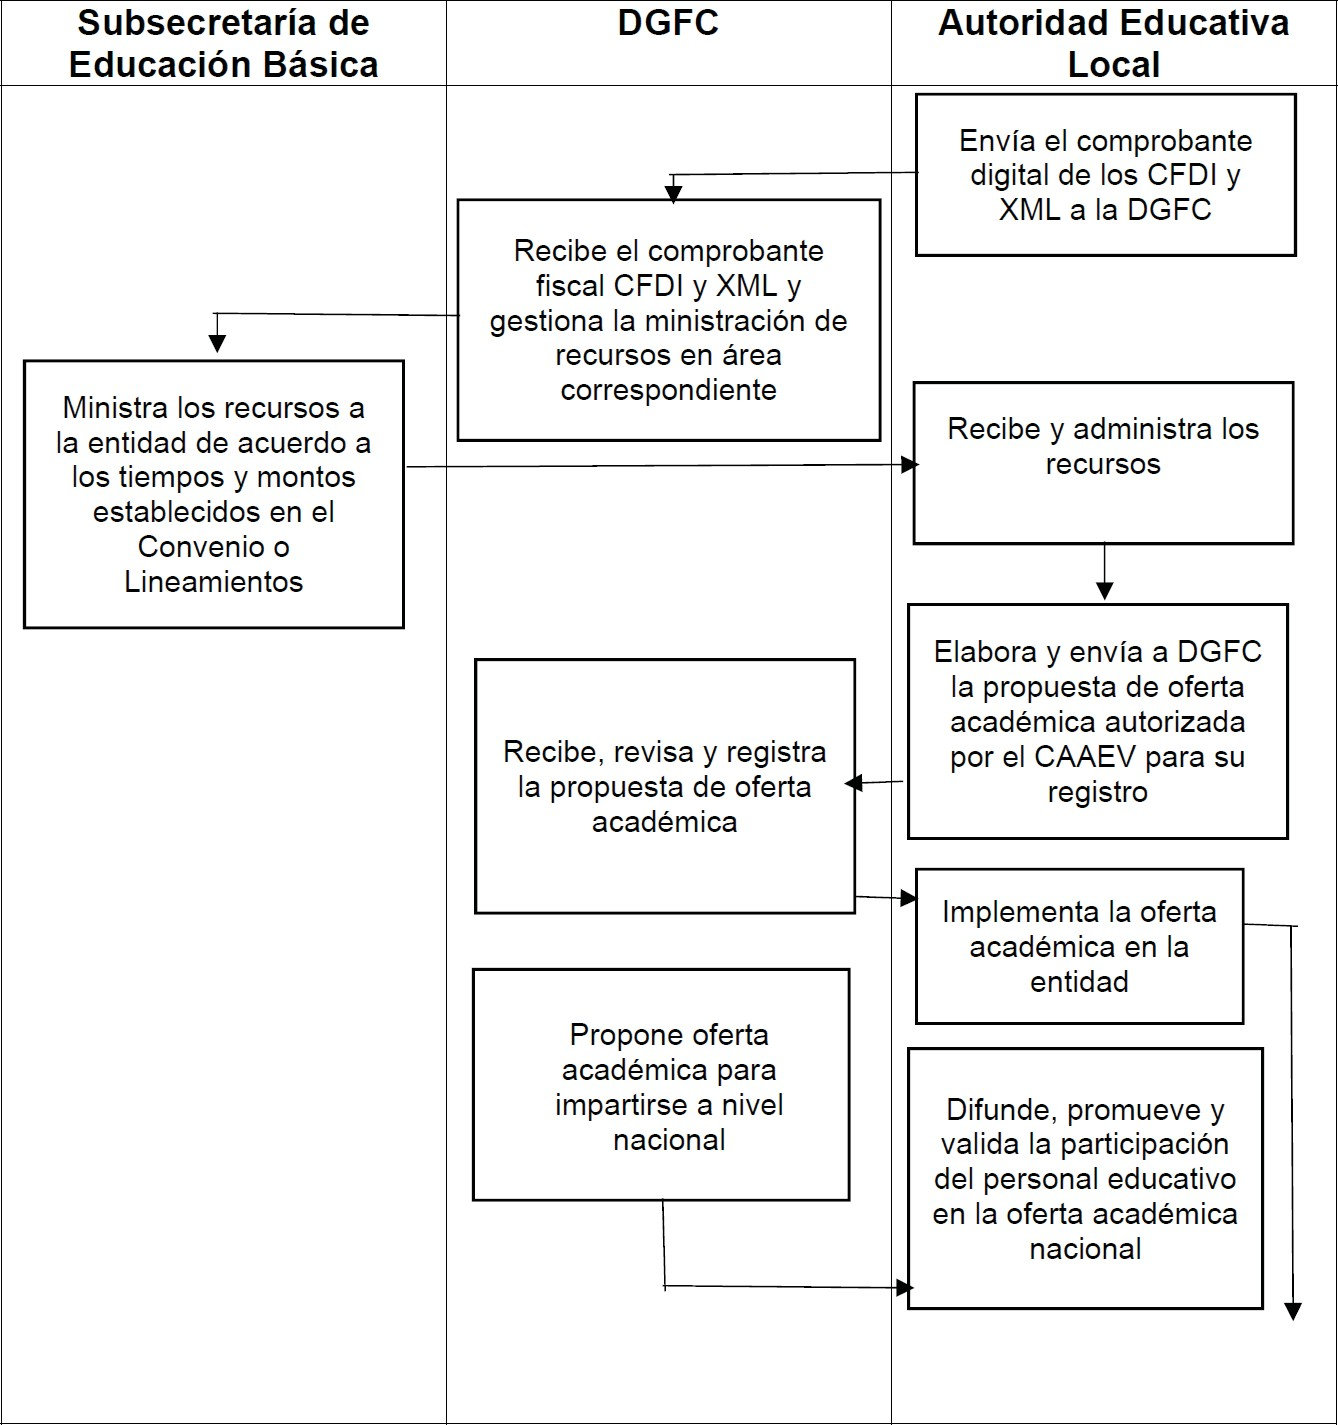 Subsecretaría de
Educación Básica
DGFC
Autoridad Educativa
Local
Envía el comprobante
digital de los CFDI y
XML a la DGFC
Recibe el comprobante
fiscal CFDI y XML y
gestiona la ministración de
recursos en área
correspondiente
Ministra los recursos a
la entidad de acuerdo a
los tiempos y montos
establecidos en el
Convenio o
Lineamientos
Recibe y administra los
recursos
Elabora y envía a DGFC
la propuesta de oferta
académica autorizada
por el CAAEV para su
registro
Recibe, revisa y registra
la propuesta de oferta
académica
Implementa la oferta
académica en la
entidad
Propone oferta
académica para
impartirse a nivel
nacional
Difunde, promueve y
valida la participación
del personal educativo
en la oferta académica
nacional